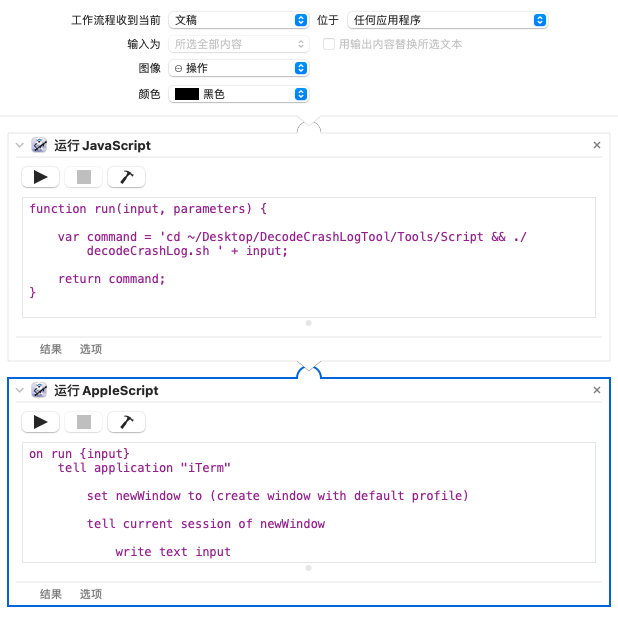 工作流程收到当前 文稿 位于 任何应用程序
输入为 所选全部内容 用输出内容替换所选文本
图像 操作
颜色 黑色
运行 JavaScript
function run(input, parameters) {
var command = 'cd ~/Desktop/DecodeCrashLogTool/Tools/Script && ./
decodeCrashLog.sh ' + input;
return command;
}
结果 选项
运行 AppleScript
on run {input}
tell application "iTerm"
set newWindow to (create window with default profile)
tell current session of newWindow
write text input
结果 选项